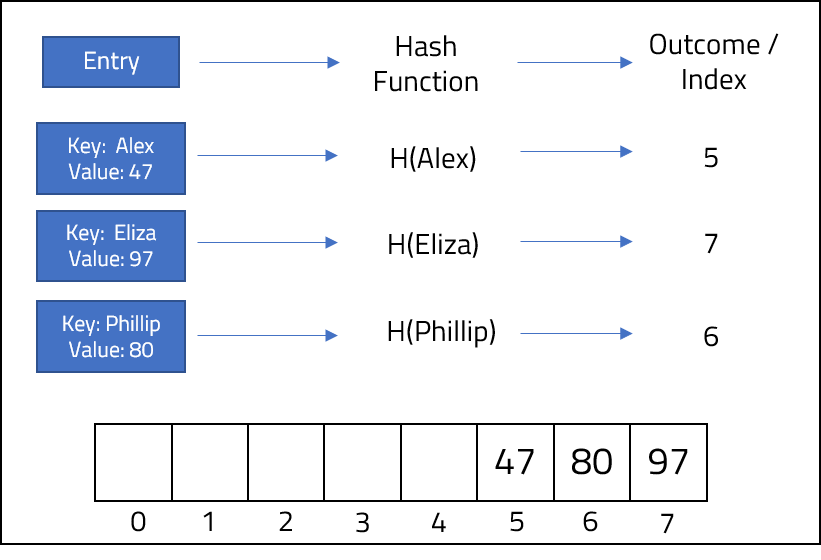 Entry
Hash
Function
Outcome /
Index
Key: Alex
Value: 47
H(Alex)
5
Key: Eliza
Value: 97
H(Eliza)
7
Key: Phillip
Value: 80
H(Phillip)
6
47 80 97
0 1 2 3 4 5 6 7